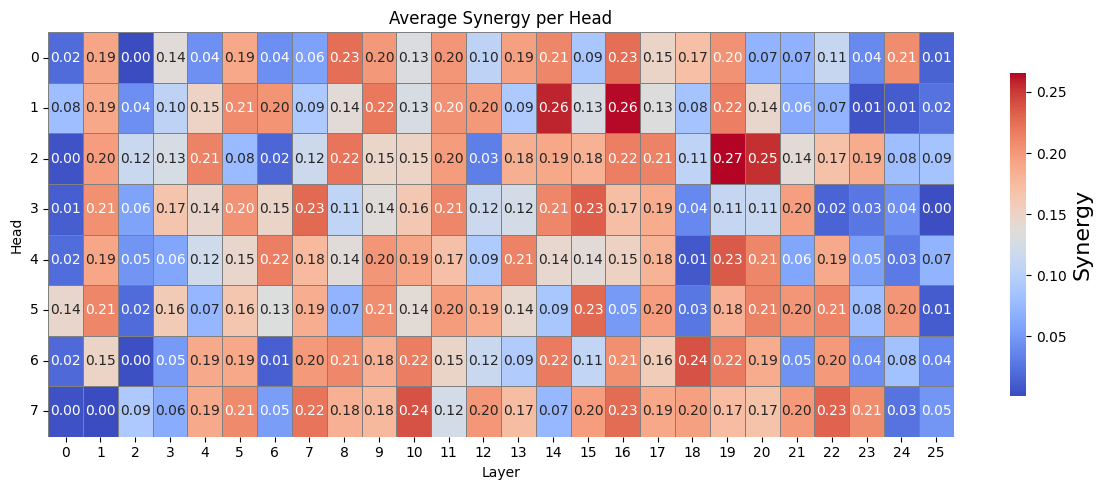 Average Synergy per Head
0 0.02 0.19 0.00 0.14 0.04 0.19 0.04 0.06 0.23 0.20 0.13 0.20 0.10 0.19 0.21 0.09 0.23 0.15 0.17 0.20 0.07 0.07 0.11 0.04 0.21 0.01
1 0.08 0.19 0.04 0.10 0.15 0.21 0.20 0.09 0.14 0.22 0.13 0.20 0.20 0.09 0.26 0.13 0.26 0.13 0.08 0.22 0.14 0.06 0.07 0.01 0.01 0.02
2 0.00 0.20 0.12 0.13 0.21 0.08 0.02 0.12 0.22 0.15 0.15 0.20 0.03 0.18 0.19 0.18 0.22 0.21 0.11 0.27 0.25 0.14 0.17 0.19 0.08 0.09
3 0.01 0.21 0.06 0.17 0.14 0.20 0.15 0.23 0.11 0.14 0.16 0.21 0.12 0.12 0.21 0.23 0.17 0.19 0.04 0.11 0.11 0.20 0.02 0.03 0.04 0.00
4 0.02 0.19 0.05 0.06 0.12 0.15 0.22 0.18 0.14 0.20 0.19 0.17 0.09 0.21 0.14 0.14 0.15 0.18 0.01 0.23 0.21 0.06 0.19 0.05 0.03 0.07
5 0.14 0.21 0.02 0.16 0.07 0.16 0.13 0.19 0.07 0.21 0.14 0.20 0.19 0.14 0.09 0.23 0.05 0.20 0.03 0.18 0.21 0.20 0.21 0.08 0.20 0.01
6 0.02 0.15 0.00 0.05 0.19 0.19 0.01 0.20 0.21 0.18 0.22 0.15 0.12 0.09 0.22 0.11 0.21 0.16 0.24 0.22 0.19 0.05 0.20 0.04 0.08 0.04
7 0.00 0.00 0.09 0.06 0.19 0.21 0.05 0.22 0.18 0.18 0.24 0.12 0.20 0.17 0.07 0.20 0.23 0.19 0.20 0.17 0.17 0.20 0.23 0.21 0.03 0.05
0 1 2 3 4 5 6 7 8 9 10 11 12 13 14 15 16 17 18 19 20 21 22 23 24 25
Layer
Head
0.25
0.20
0.15
0.10
0.05
Synergy